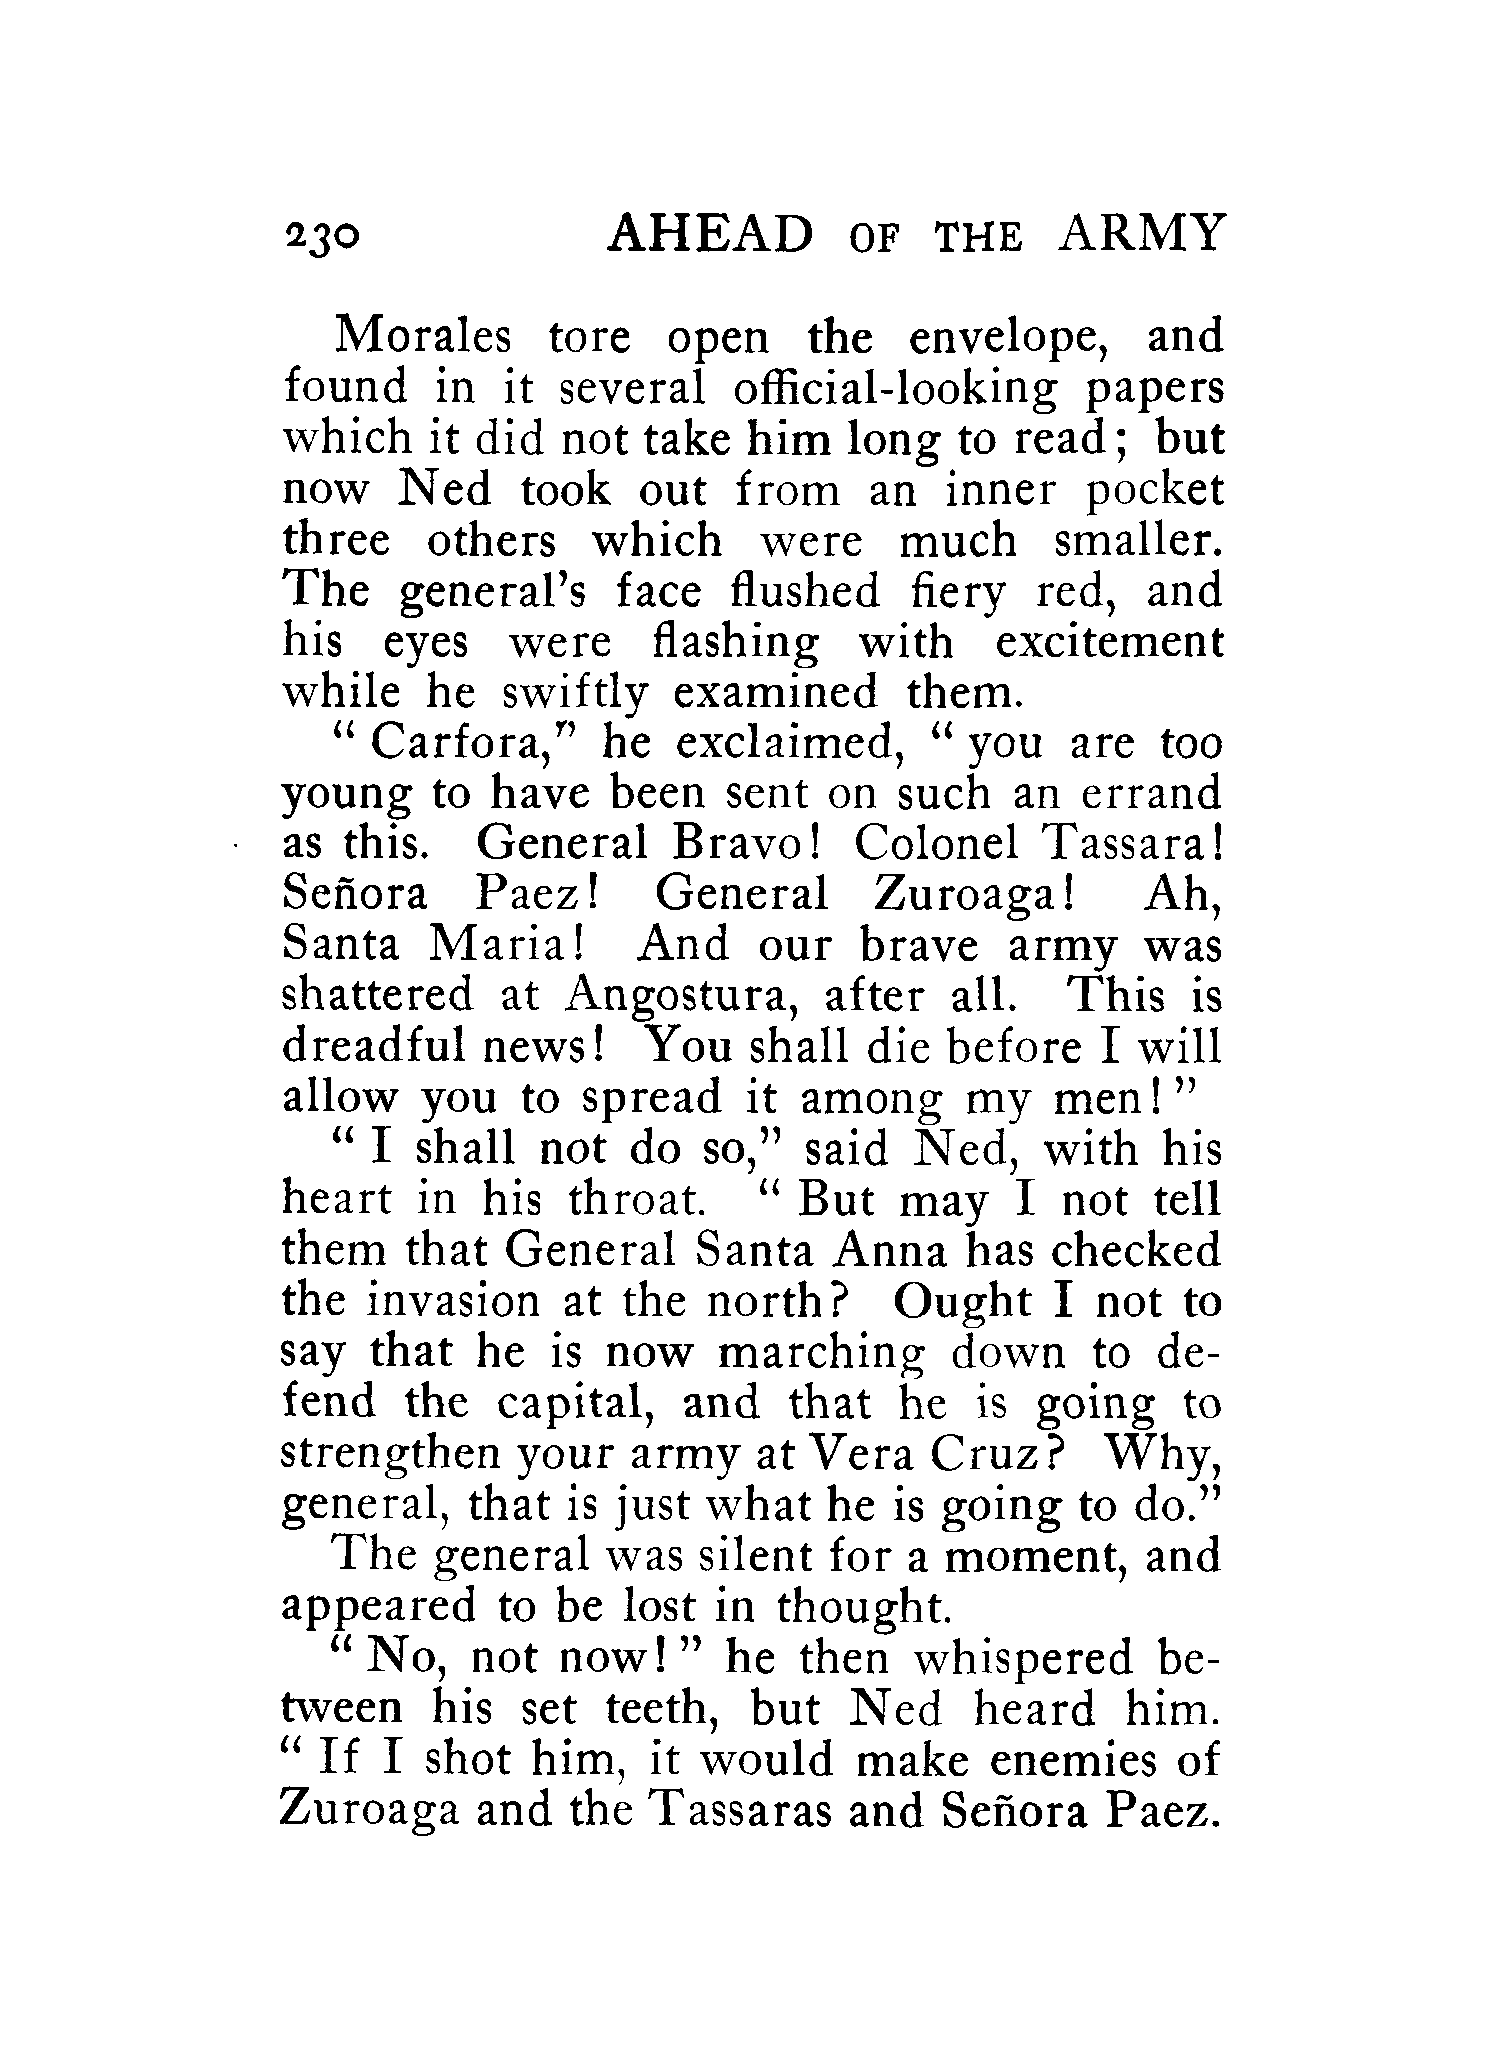 230 AHEAD OF THE ARMY
Morales tore open the envelope, and
found in it several official-looking papers
which it did not take him long to read; but
now Ned took out from an inner pocket
three others which were much smaller.
The general's face flushed fiery red, and
his eyes were flashing with excitement
while he swiftly examined them.
“Carfora,” he exclaimed, “you are too
young to have been sent on such an errand
as this. General Bravo! Colonel Tassara!
Señora Paez! General Zuroaga! Ah,
Santa Maria! And our brave army was
shattered at Angostura, after all. This is
dreadful news! You shall die before I will
allow you to spread it among my men!”
“I shall not do so,” said Ned, with his
heart in his throat. “But may I not tell
them that General Santa Anna has checked
the invasion at the north? Ought I not to
say that he is now marching down to de-
fend the capital, and that he is going to
strengthen your army at Vera Cruz? Why,
general, that is just what he is going to do.”
The general was silent for a moment, and
appeared to be lost in thought.
“No, not now!” he then whispered be-
tween his set teeth, but Ned heard him.
“If I shot him, it would make enemies of
Zuroaga and the Tassaras and Señora Paez.